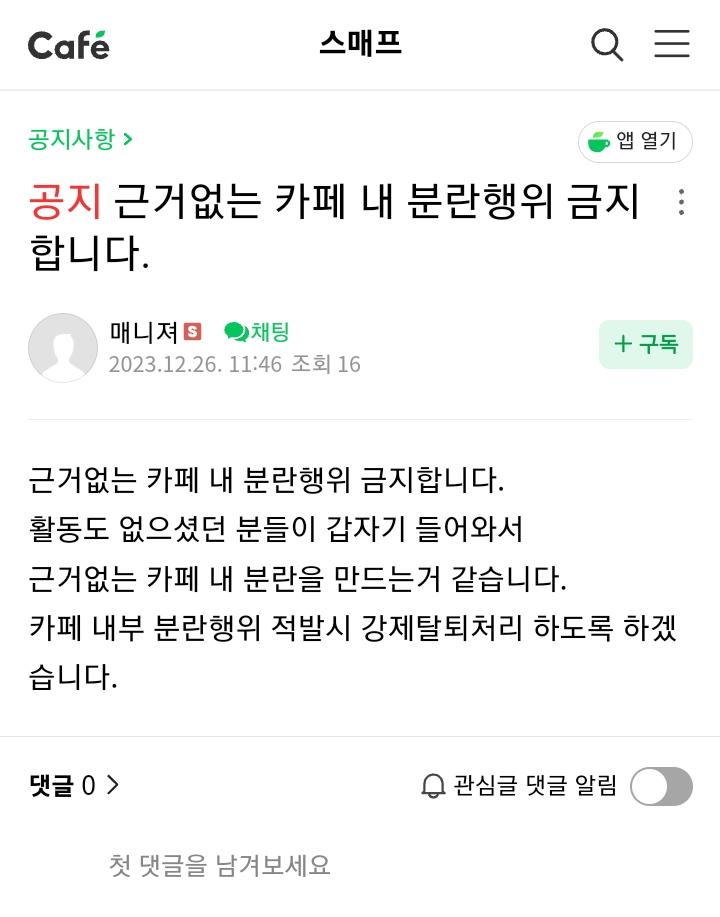 Café 스매프
공지사항 >
앱 열기
공지 근거없는 카페 내 분란행위 금지
합니다.
매니져 S 채팅
2023.12.26. 11:46 조회 16
+ 구독
근거없는 카페 내 분란행위 금지합니다.
활동도 없으셨던 분들이 갑자기 들어와서
근거없는 카페 내 분란을 만드는거 같습니다.
카페 내부 분란행위 적발시 강제탈퇴처리 하도록 하겠
습니다.
댓글 0 > 관심글 댓글 알림
첫 댓글을 남겨보세요